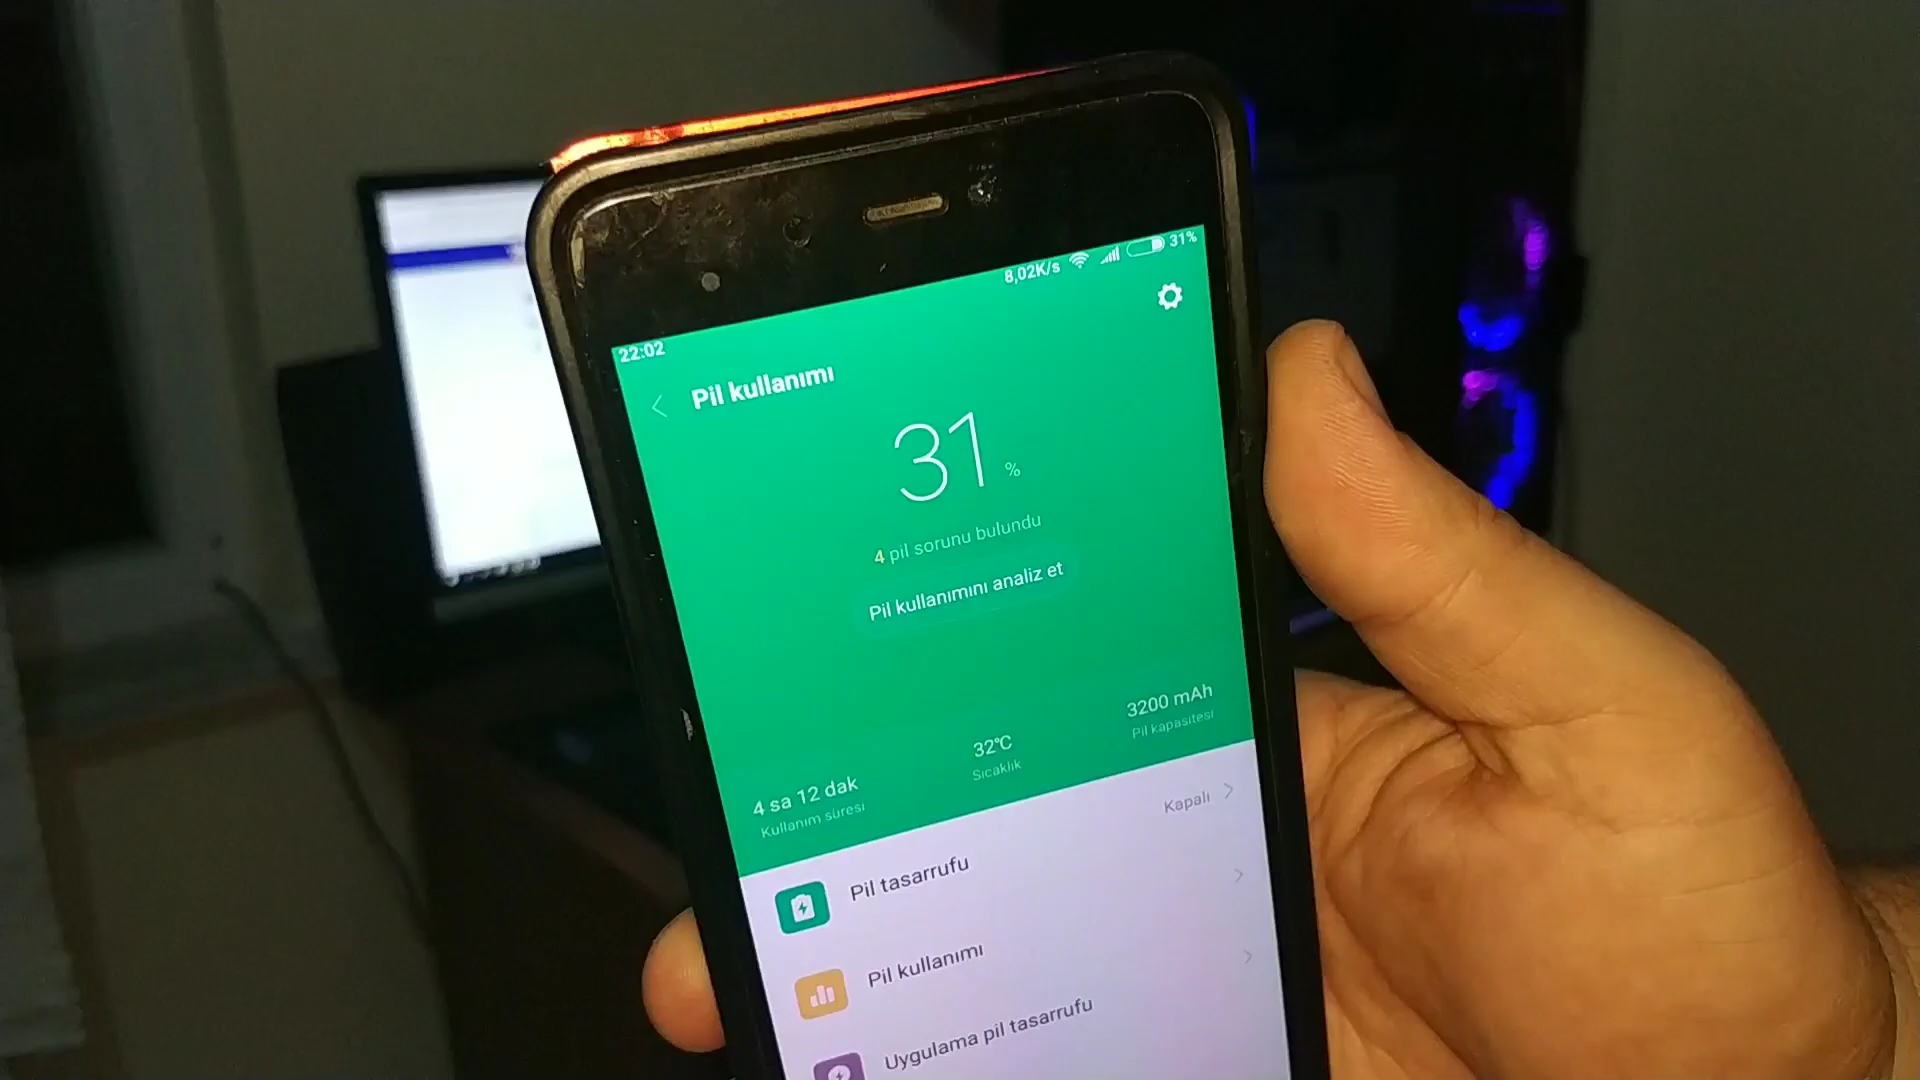 22:02
8,02K/s
31%
Pil kullanımı
31 %
4 pil sorunu bulundu
Pil kullanımını analiz et
4 sa 12 dak
Kullanım süresi
32°C
Sıcaklık
3200 mAh
Pil kapasitesi
Pil tasarrufu
Kapalı
Pil kullanımı
Uygulama pil tasarrufu